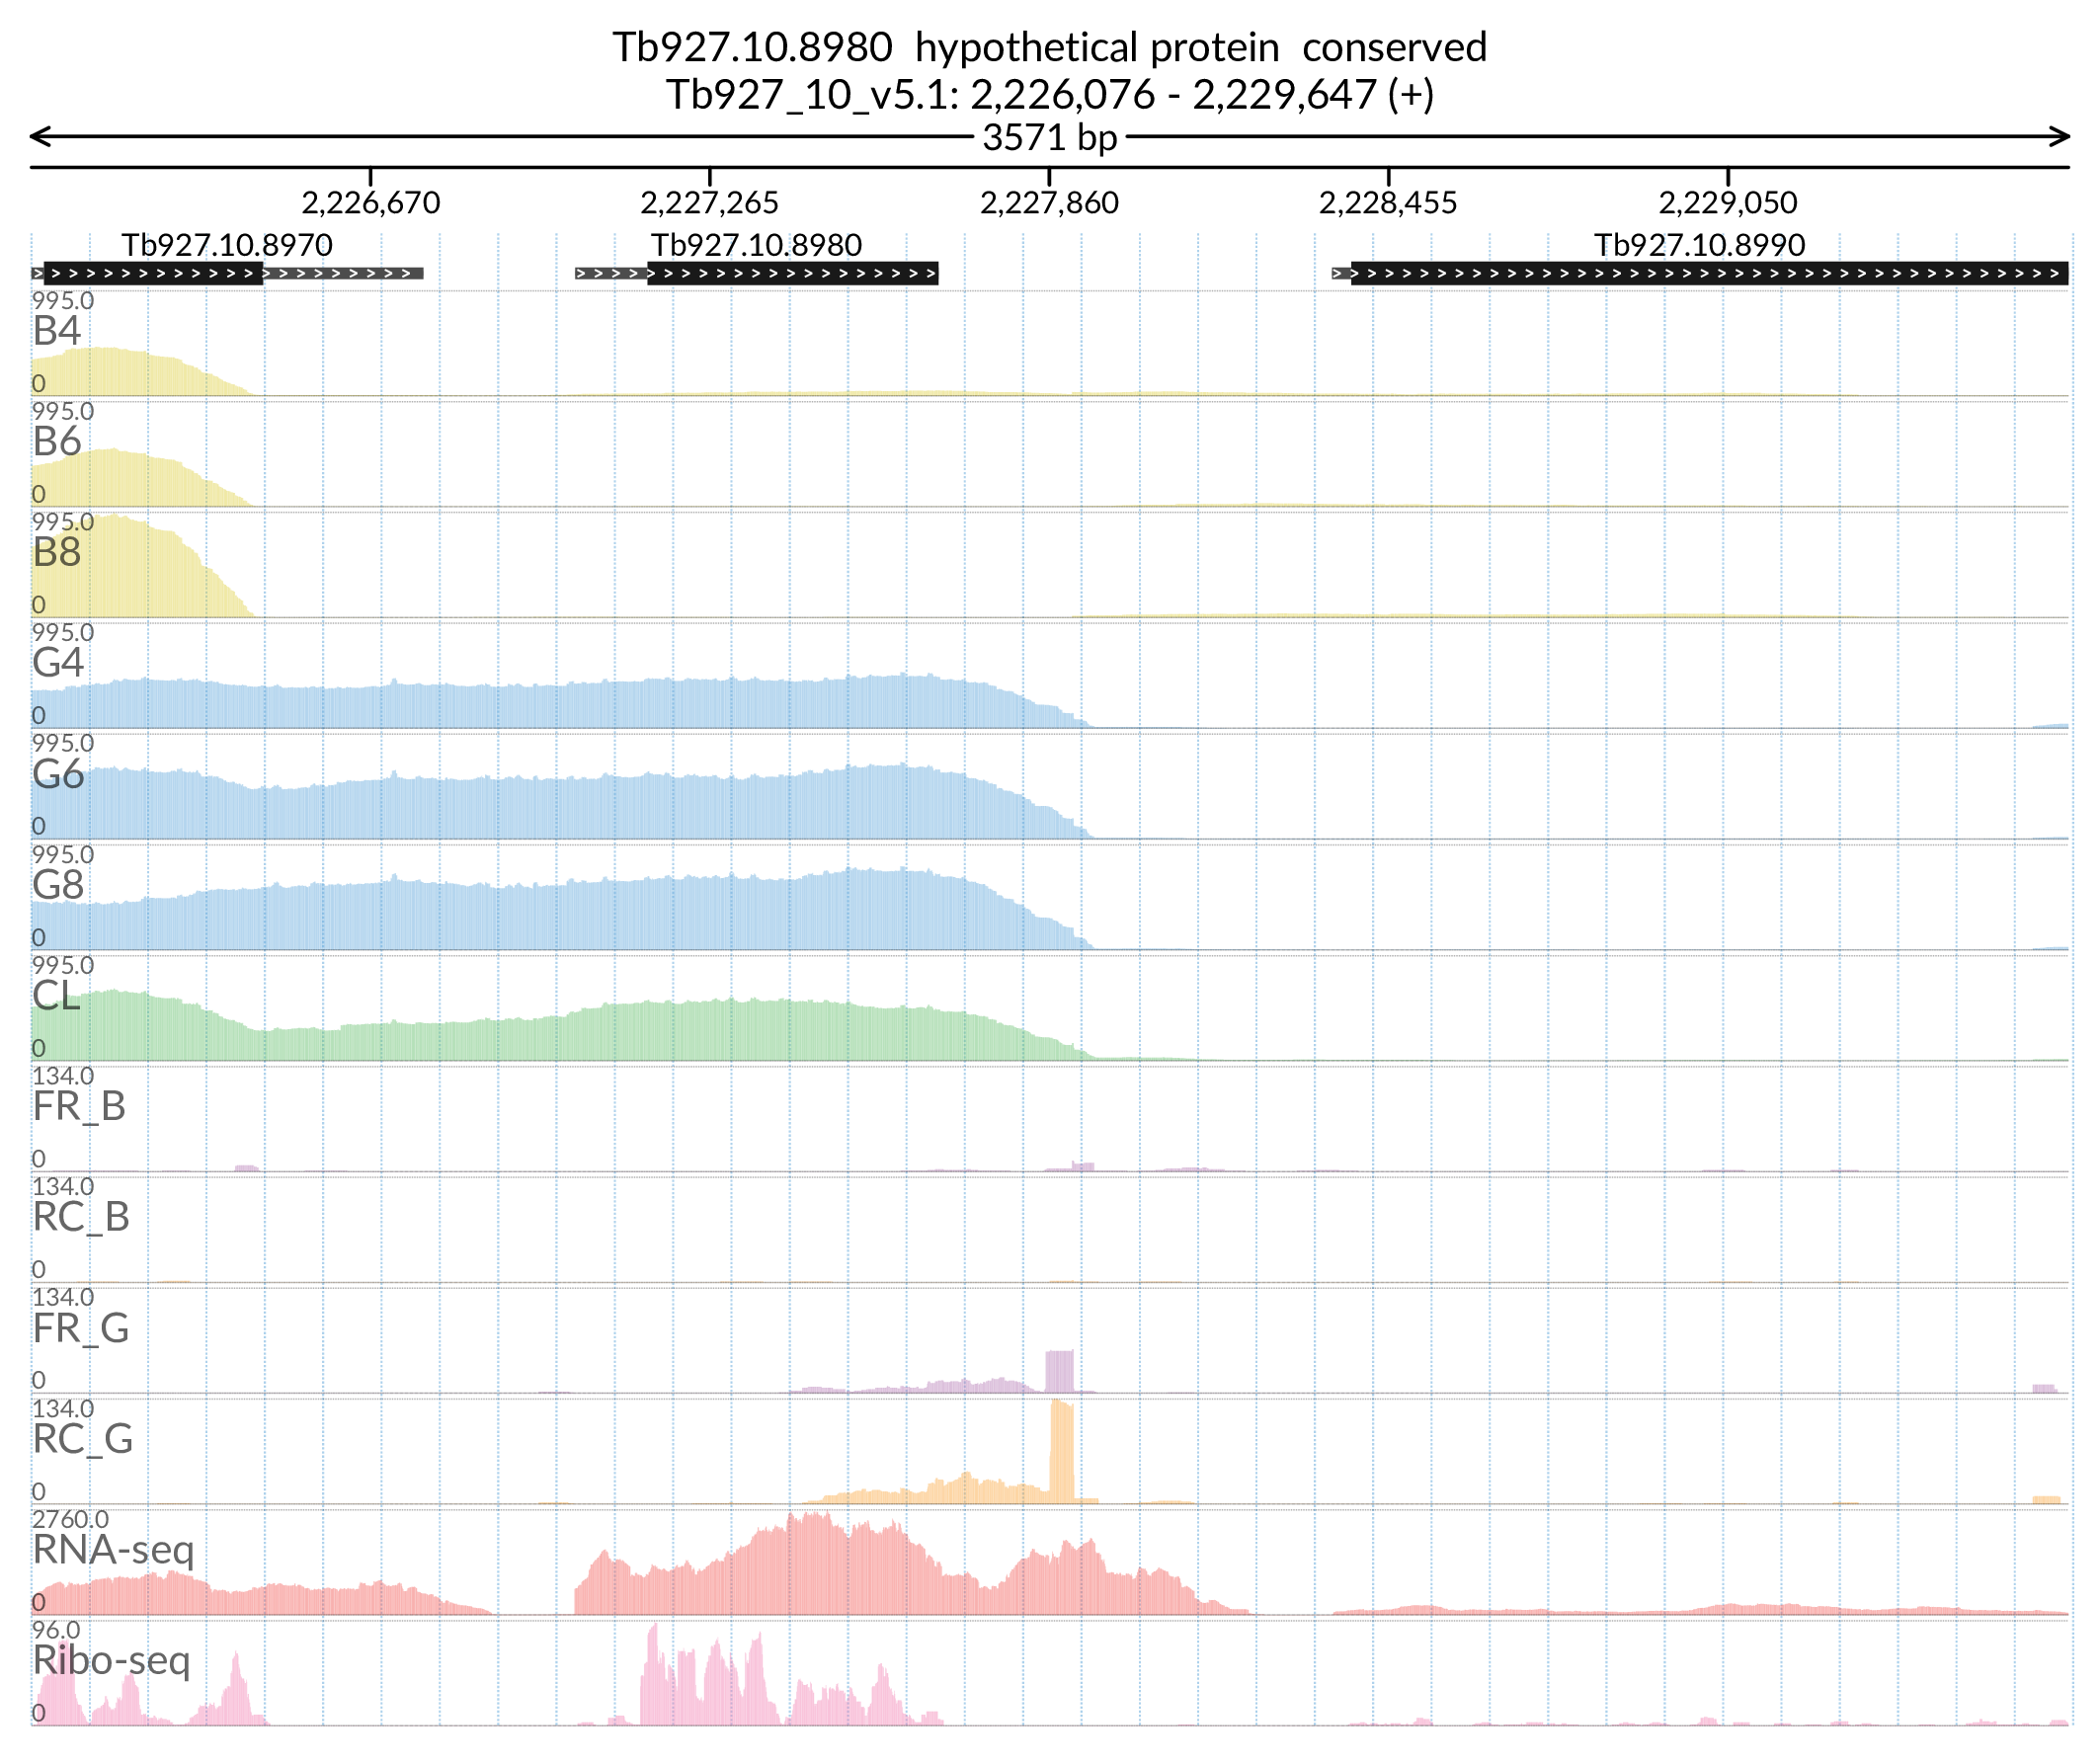 Tb927.10.8980  hypothetical protein  conserved
Tb927_10_v5.1: 2,226,076 - 2,229,647 (+)
3571 bp
2,226,670 2,227,265 2,227,860 2,228,455 2,229,050
Tb927.10.8970 Tb927.10.8980 Tb927.10.8990
995.0
B4
0
995.0
B6
0
995.0
B8
0
995.0
G4
0
995.0
G6
0
995.0
G8
0
995.0
CL
0
134.0
FR_B
0
134.0
RC_B
0
134.0
FR_G
0
134.0
RC_G
0
2760.0
RNA-seq
0
96.0
Ribo-seq
0